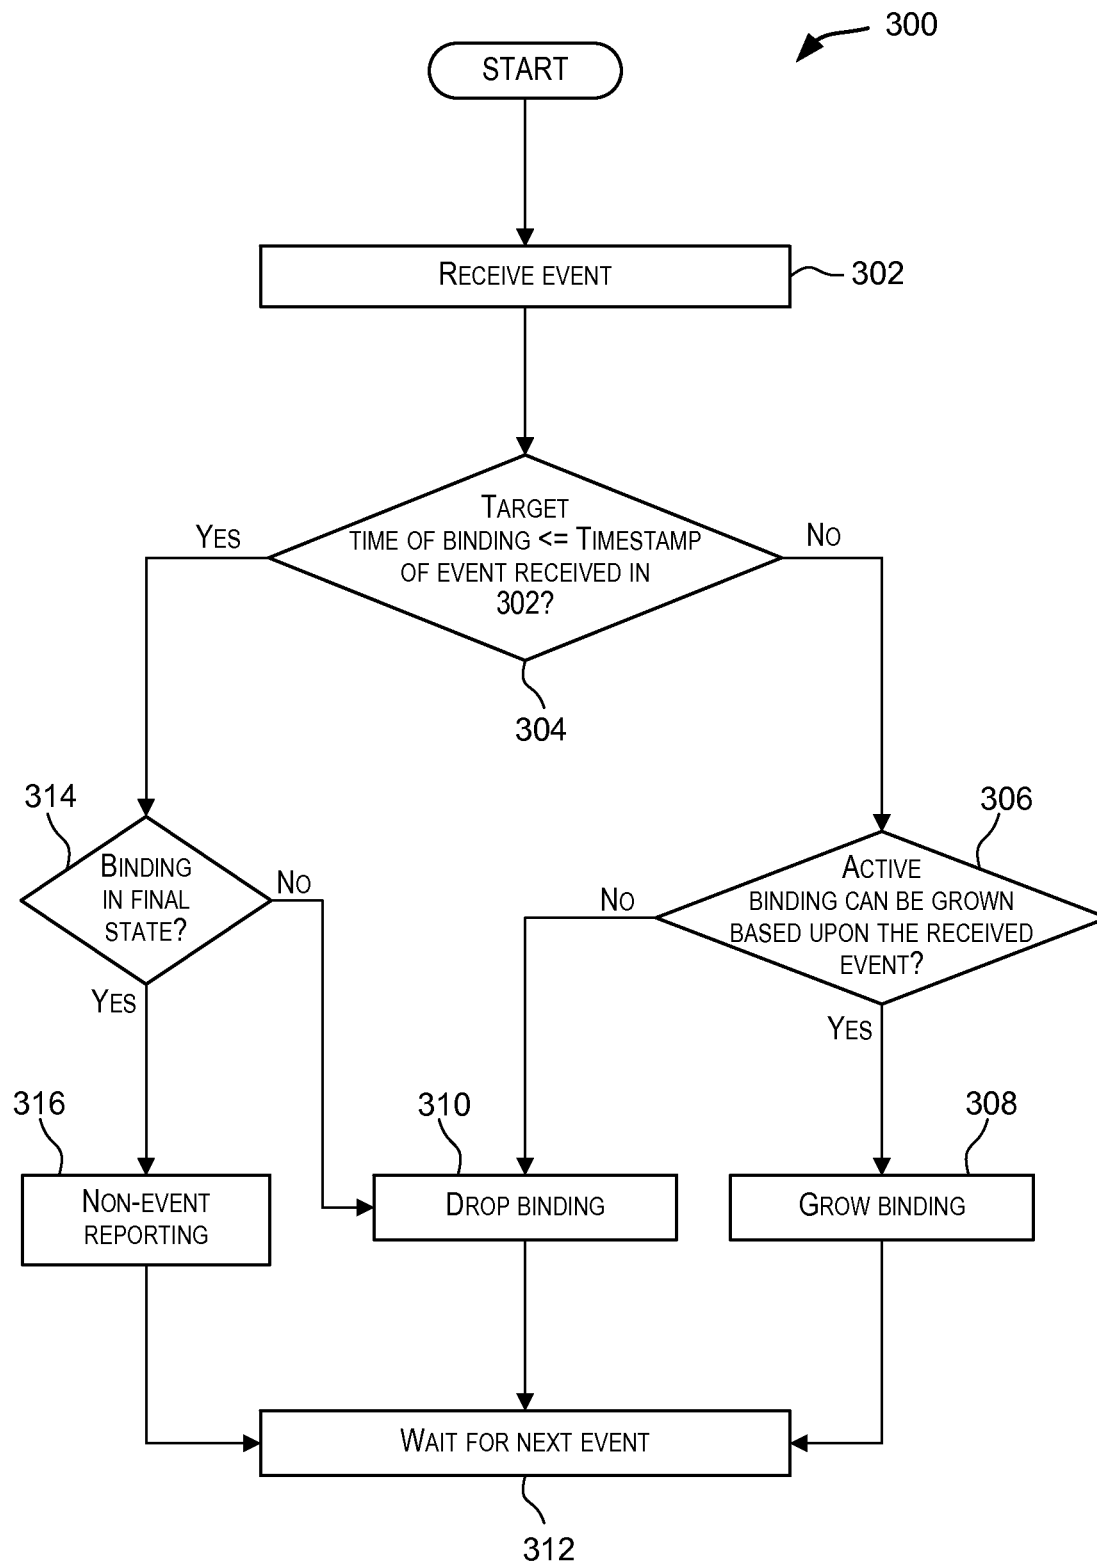 300
START
RECEIVE EVENT
302
TARGET
TIME OF BINDING <= TIMESTAMP
OF EVENT RECEIVED IN
302?
YES
NO
304
314
306
BINDING
IN FINAL
STATE?
NO
YES
ACTIVE
BINDING CAN BE GROWN
BASED UPON THE RECEIVED
EVENT?
NO
YES
316
310
308
NON-EVENT
REPORTING
DROP BINDING
GROW BINDING
WAIT FOR NEXT EVENT
312